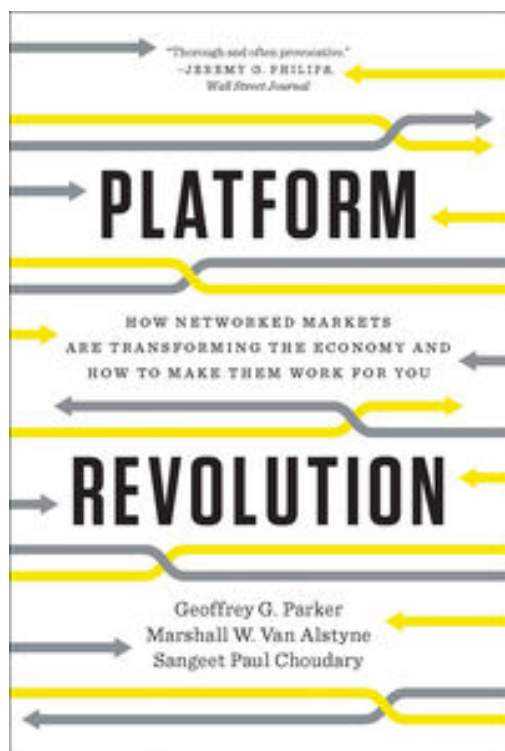 "Thorough and often provocative."
–JEREMY G. PHILIPS,
Wall Street Journal
PLATFORM
HOW NETWORKED MARKETS
ARE TRANSFORMING THE ECONOMY AND
HOW TO MAKE THEM WORK FOR YOU
REVOLUTION
Geoffrey G. Parker
Marshall W. Van Alstyne
Sangeet Paul Choudary